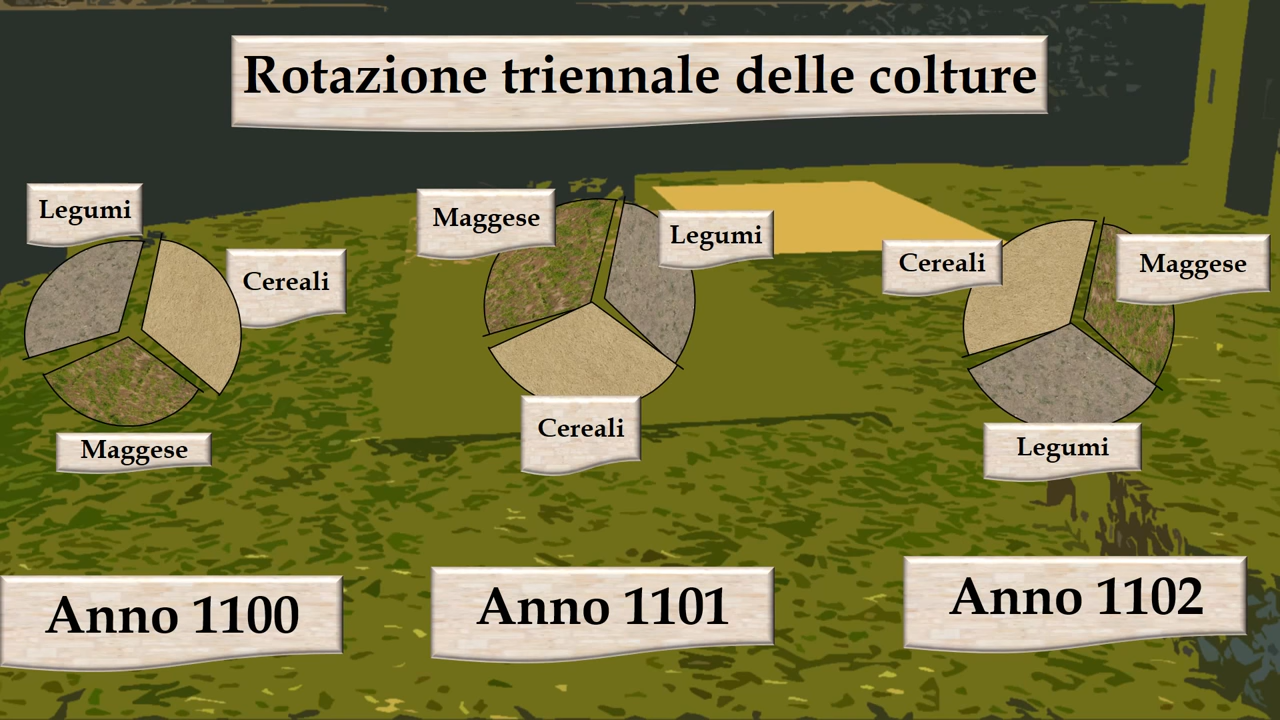 Rotazione triennale delle colture
Legumi
Cereali
Maggese
Maggese
Legumi
Cereali
Cereali
Maggese
Legumi
Anno 1100
Anno 1101
Anno 1102